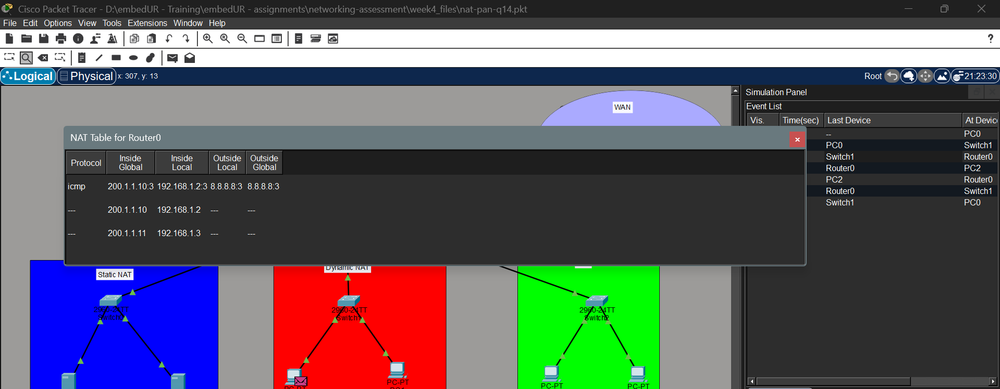 Cisco Packet Tracer - D:\embedUR - Training\embedUR - assignments\networking-assessment\week4_files\nat-pan-q14.pkt
File Edit Options View Tools Extensions Window Help
?
Logical Physical x: 307, y: 13 Root 21:23:30
Simulation Panel
Event List
Vis. Time(sec) Last Device At Device
-- PC0
PC0 Switch1
Switch1 Router0
Router0 PC2
PC2 Router0
Router0 Switch1
Switch1 PC0
WAN
NAT Table for Router0
Protocol Inside Global Inside Local Outside Local Outside Global
icmp 200.1.1.10:3 192.168.1.2:3 8.8.8.8:3 8.8.8.8:3
--- 200.1.1.10 192.168.1.2 --- ---
--- 200.1.1.11 192.168.1.3 --- ---
Static NAT
2960-24TT
Switch0
Dynamic NAT
2960-24TT
Switch1
PC-PT
PC-PT
2960-24TT
Switch2
PC-PT
PC-PT